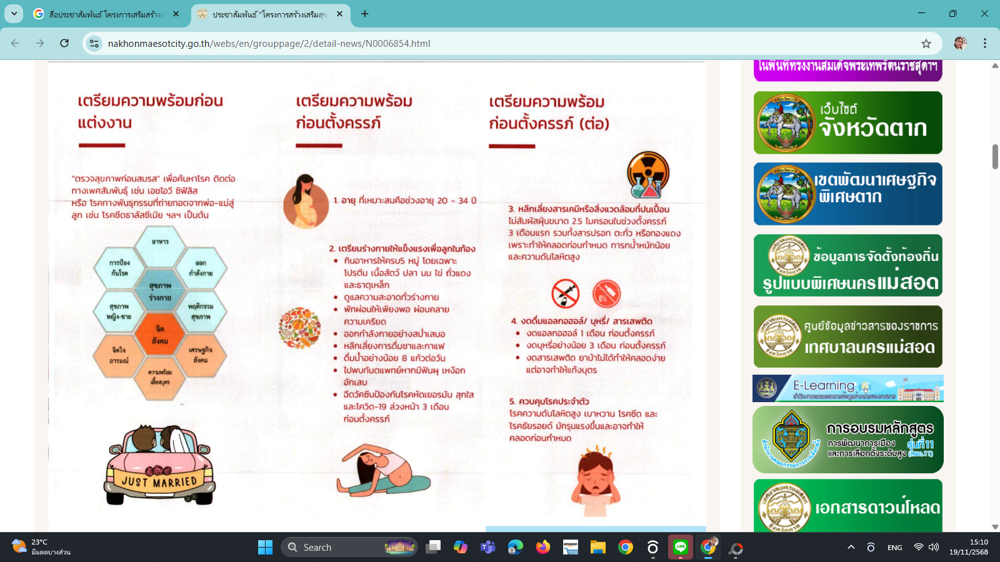 สื่อประชาสัมพันธ์ โครงการเสริมสร้าง
ประชาสัมพันธ์ "โครงการสร้างเสริมสุข
nakhonmaesotcity.go.th/webs/en/grouppage/2/detail-news/N0006854.html
เตรียมความพร้อมก่อน
แต่งงาน
"ตรวจสุขภาพก่อนสมรส" เพื่อค้นหาโรค ติดต่อ
ทางเพศสัมพันธุ์ เช่น เอชไอวี ซิฟิลิส
หรือ โรคทางพันธุกรรมที่ถ่ายทอดจากพ่อ-แม่สู่
ลูก เช่น โรคซีดธาลัสซีเมีย ฯลฯ เป็นต้น
อาหาร
การป้อง
กันโรค
ออก
กำลังกาย
สุขภาพ
ร่างกาย
สุขภาพ
หญิง-ชาย
พฤติกรรม
สุขภาพ
จิต
สังคม
จิตใจ
อารมณ์
เศรษฐกิจ
สังคม
ความพร้อม
เลี้ยงบุตร
JUST MARRIED
เตรียมความพร้อม
ก่อนตั้งครรภ์
1. อายุ ที่เหมาะสมคือช่วงอายุ 20 - 34 ปี
2. เตรียมร่างกายให้แข็งแรงเพื่อลูกในท้อง
• กินอาหารให้ครบ5 หมู่ โดยเฉพาะ
โปรตีน เนื้อสัตว์ ปลา นม ไข่ ถั่วแดง
และธาตุเหล็ก
• ดูแลความสะอาดทั่วร่างกาย
• พักผ่อนให้เพียงพอ ผ่อนคลาย
ความเครียด
• ออกกำลังกายอย่างสม่ำเสมอ
• หลีกเลี่ยงการดื่มชาและกาแฟ
• ดื่มน้ำอย่างน้อย 8 แก้วต่อวัน
• ไปพบทันตแพทย์หากมีฟันผุ เหงือก
อักเสบ
• ฉีดวัคซีนป้องกันโรคหัดเยอรมัน สุกใส
และโควิด-19 ล่วงหน้า 3 เดือน
ก่อนตั้งครรภ์
เตรียมความพร้อม
ก่อนตั้งครรภ์ (ต่อ)
3. หลีกเลี่ยงสารเคมีหรือสิ่งแวดล้อมที่ปนเปื้อน
ไม่สัมผัสฝุ่นขนาด 2.5 ไมครอนในช่วงตั้งครรภ์
3 เดือนแรก รวมทั้งสารปรอท ตะกั่ว หรือทองแดง
เพราะทำให้คลอดก่อนกำหนด ทารกน้ำหนักน้อย
และความดันโลหิตสูง
0%
4. งดดื่มแอลกอฮอล์/ บุหรี่/ สารเสพติด
• งดแอลกอฮอล์ 1 เดือน ก่อนตั้งครรภ์
• งดบุหรี่อย่างน้อย 3 เดือน ก่อนตั้งครรภ์
• งดสารเสพติด ยาบ้าไม่ได้ทำให้คลอดง่าย
แต่อาจทำให้แท้งบุตร
5. ควบคุมโรคประจำตัว
โรคความดันโลหิตสูง เบาหวาน โรคซีด และ
โรคธัยรอยด์ มักรุนแรงขึ้นและอาจทำให้
คลอดก่อนกำหนด
ในพื้นที่ทรงงานสมเด็จพระเทพรัตนราชสุดาฯ
เว็บไซต์
จังหวัดตาก
เขตพัฒนาเศรษฐกิจ
พิเศษตาก
ข้อมูลการจัดตั้งท้องถิ่น
รูปแบบพิเศษนครแม่สอด
ศูนย์ข้อมูลข่าวสารของราชการ
เทศบาลนครแม่สอด
E-Learning
การอบรมหลักสูตร
การพัฒนาการเมือง
และการเลือกตั้งระดับสูง
รุ่นที่ 11
(พตส.11)
เอกสารดาวน์โหลด
23°C
มีแดดบางส่วน
Search
amazon
LINE
ENG
15:10
19/11/2568